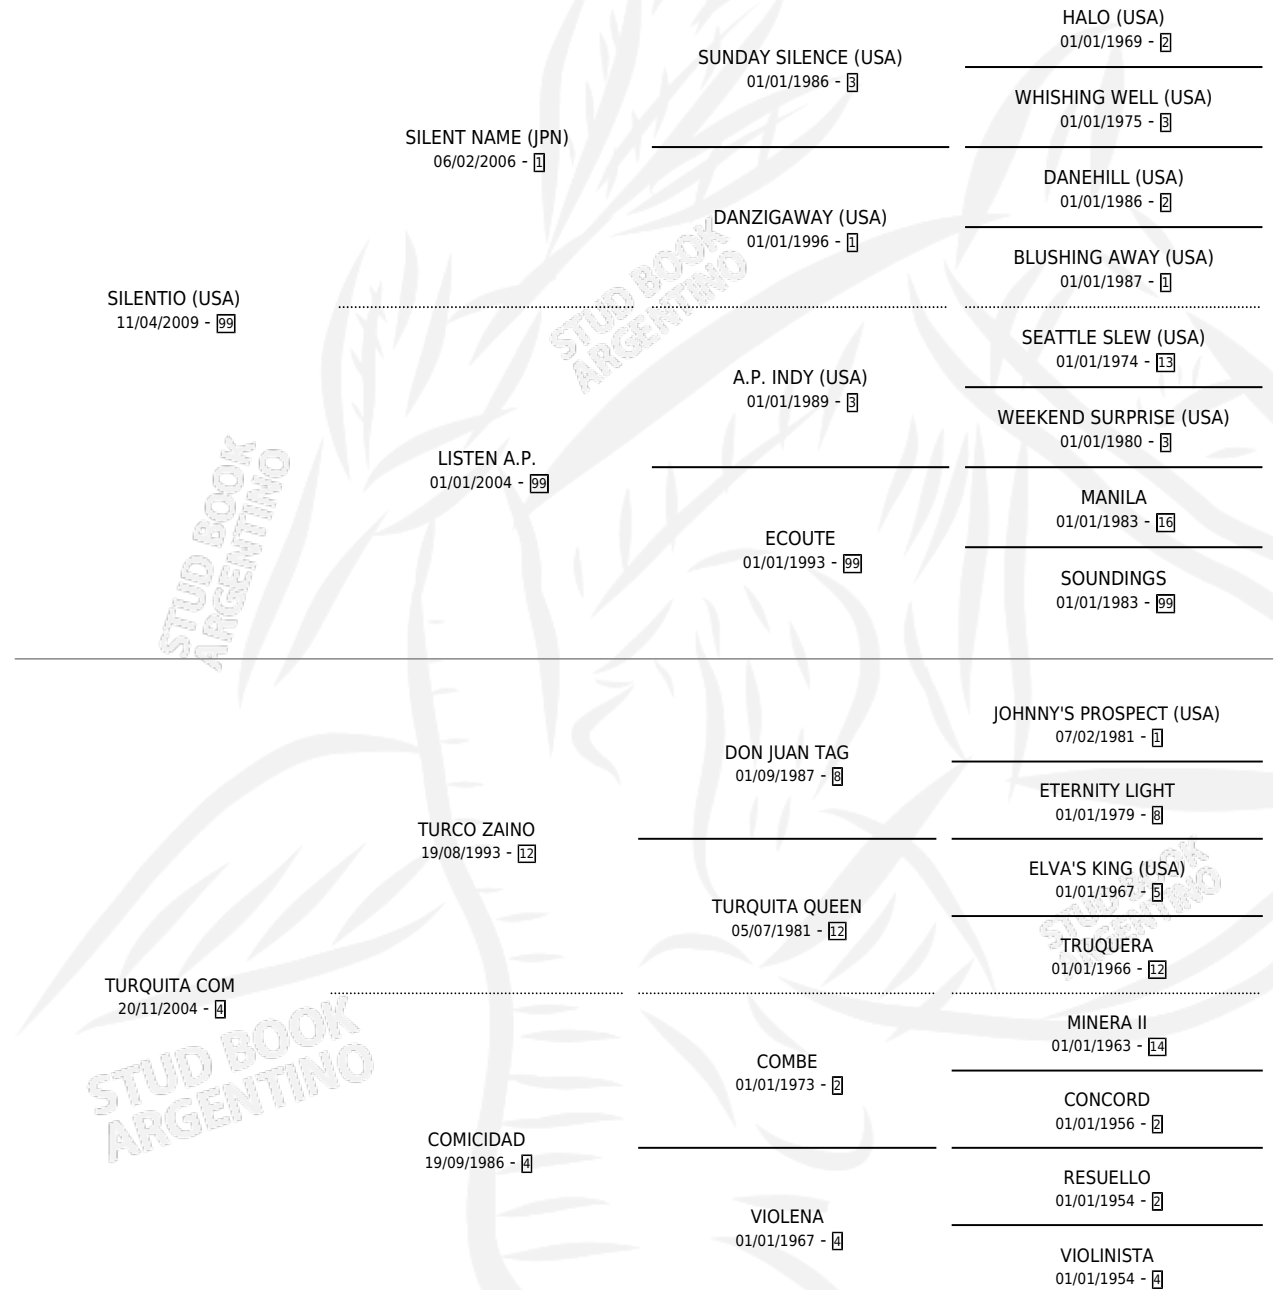 HALO (USA)
01/01/1969 - 2
SUNDAY SILENCE (USA)
01/01/1986 - 3
WHISHING WELL (USA)
01/01/1975 - 3
SILENT NAME (JPN)
06/02/2006 - 1
DANEHILL (USA)
01/01/1986 - 2
DANZIGAWAY (USA)
01/01/1996 - 1
BLUSHING AWAY (USA)
01/01/1987 - 1
SILENTIO (USA)
11/04/2009 - 99
SEATTLE SLEW (USA)
01/01/1974 - 13
A.P. INDY (USA)
01/01/1989 - 3
WEEKEND SURPRISE (USA)
01/01/1980 - 3
LISTEN A.P.
01/01/2004 - 99
MANILA
01/01/1983 - 16
ECOUTE
01/01/1993 - 99
SOUNDINGS
01/01/1983 - 99
JOHNNY'S PROSPECT (USA)
07/02/1981 - 1
DON JUAN TAG
01/09/1987 - 8
ETERNITY LIGHT
01/01/1979 - 8
TURCO ZAINO
19/08/1993 - 12
ELVA'S KING (USA)
01/01/1967 - 5
TURQUITA QUEEN
05/07/1981 - 12
TRUQUERA
01/01/1966 - 12
TURQUITA COM
20/11/2004 - 4
MINERA II
01/01/1963 - 14
COMBE
01/01/1973 - 2
CONCORD
01/01/1956 - 2
COMICIDAD
19/09/1986 - 4
RESUELLO
01/01/1954 - 2
VIOLENA
01/01/1967 - 4
VIOLINISTA
01/01/1954 - 4
STUD BOOK
ARGENTINO
STUD BOOK
ARGENTINO
STUD BOOK
ARGENTINO
STUD BOOK
ARGENTINO